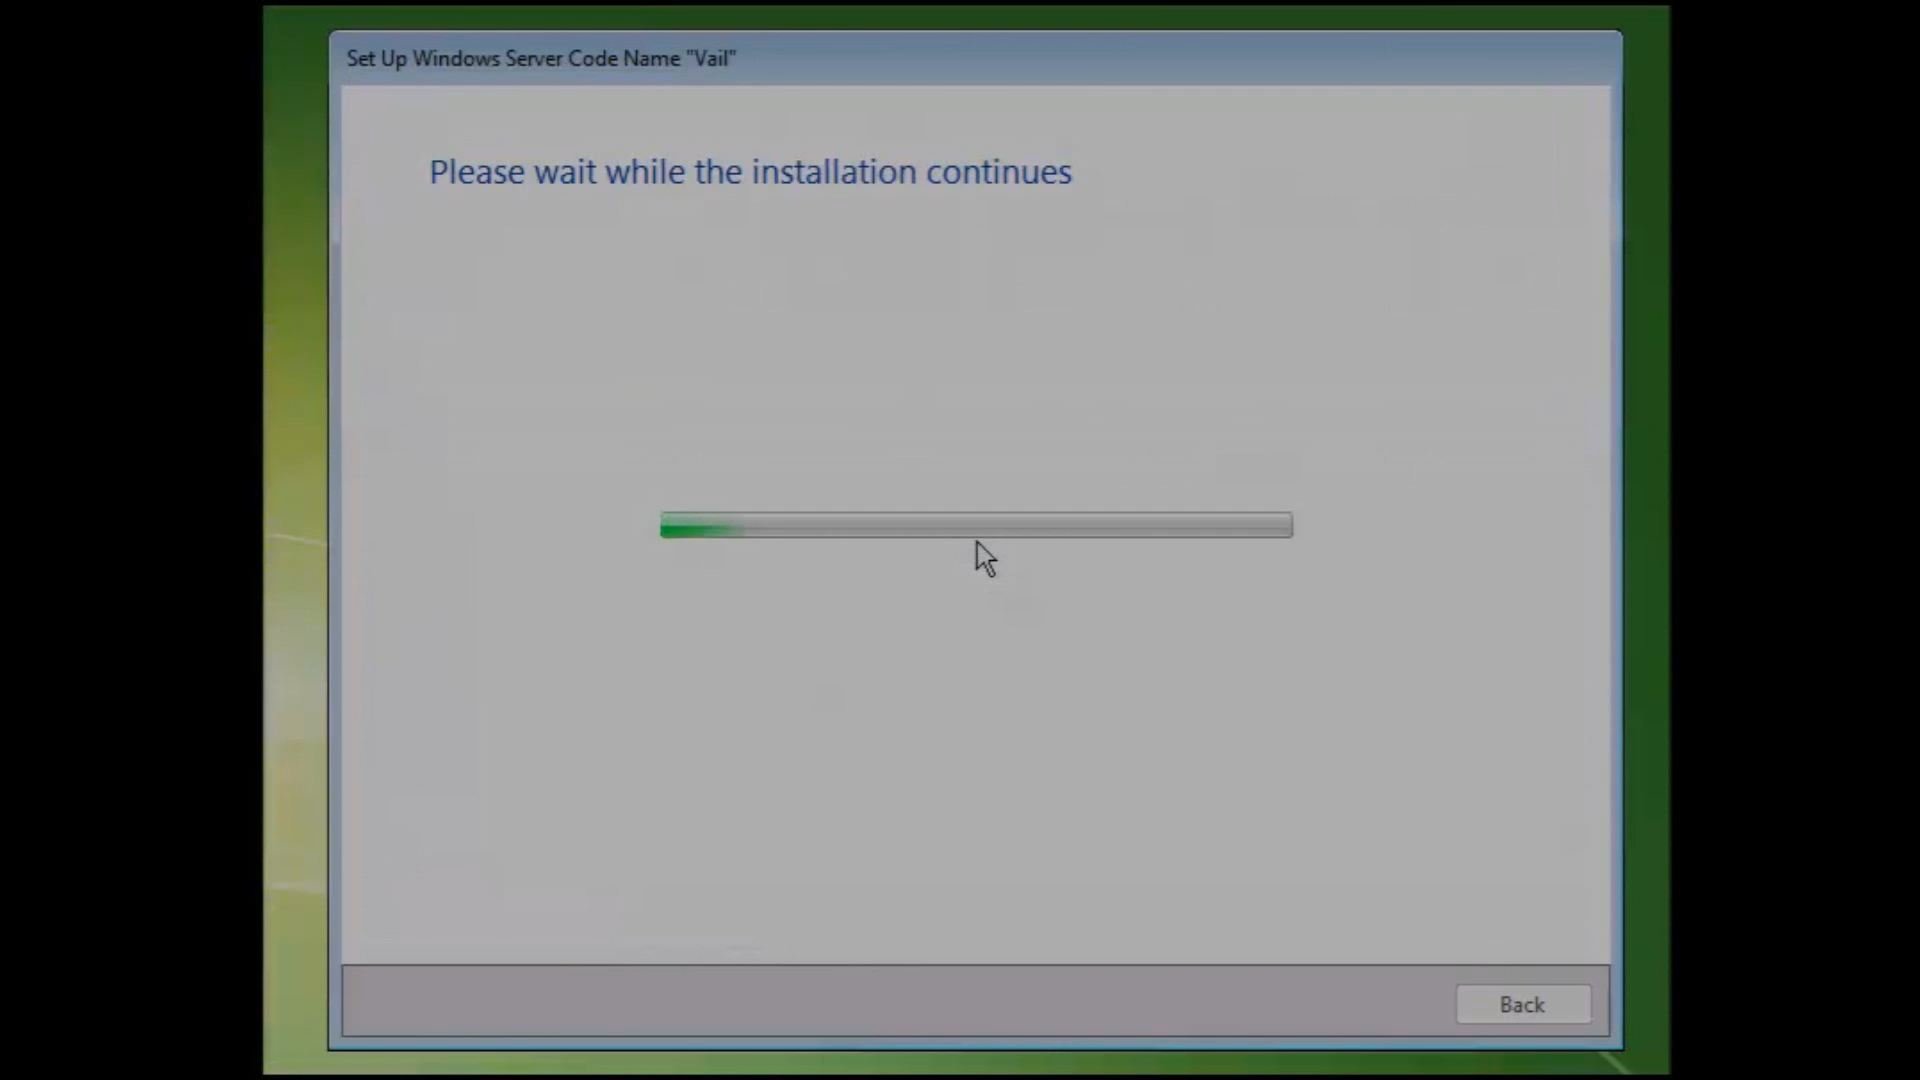 Set Up Windows Server Code Name "Vail"
Please wait while the installation continues
Back